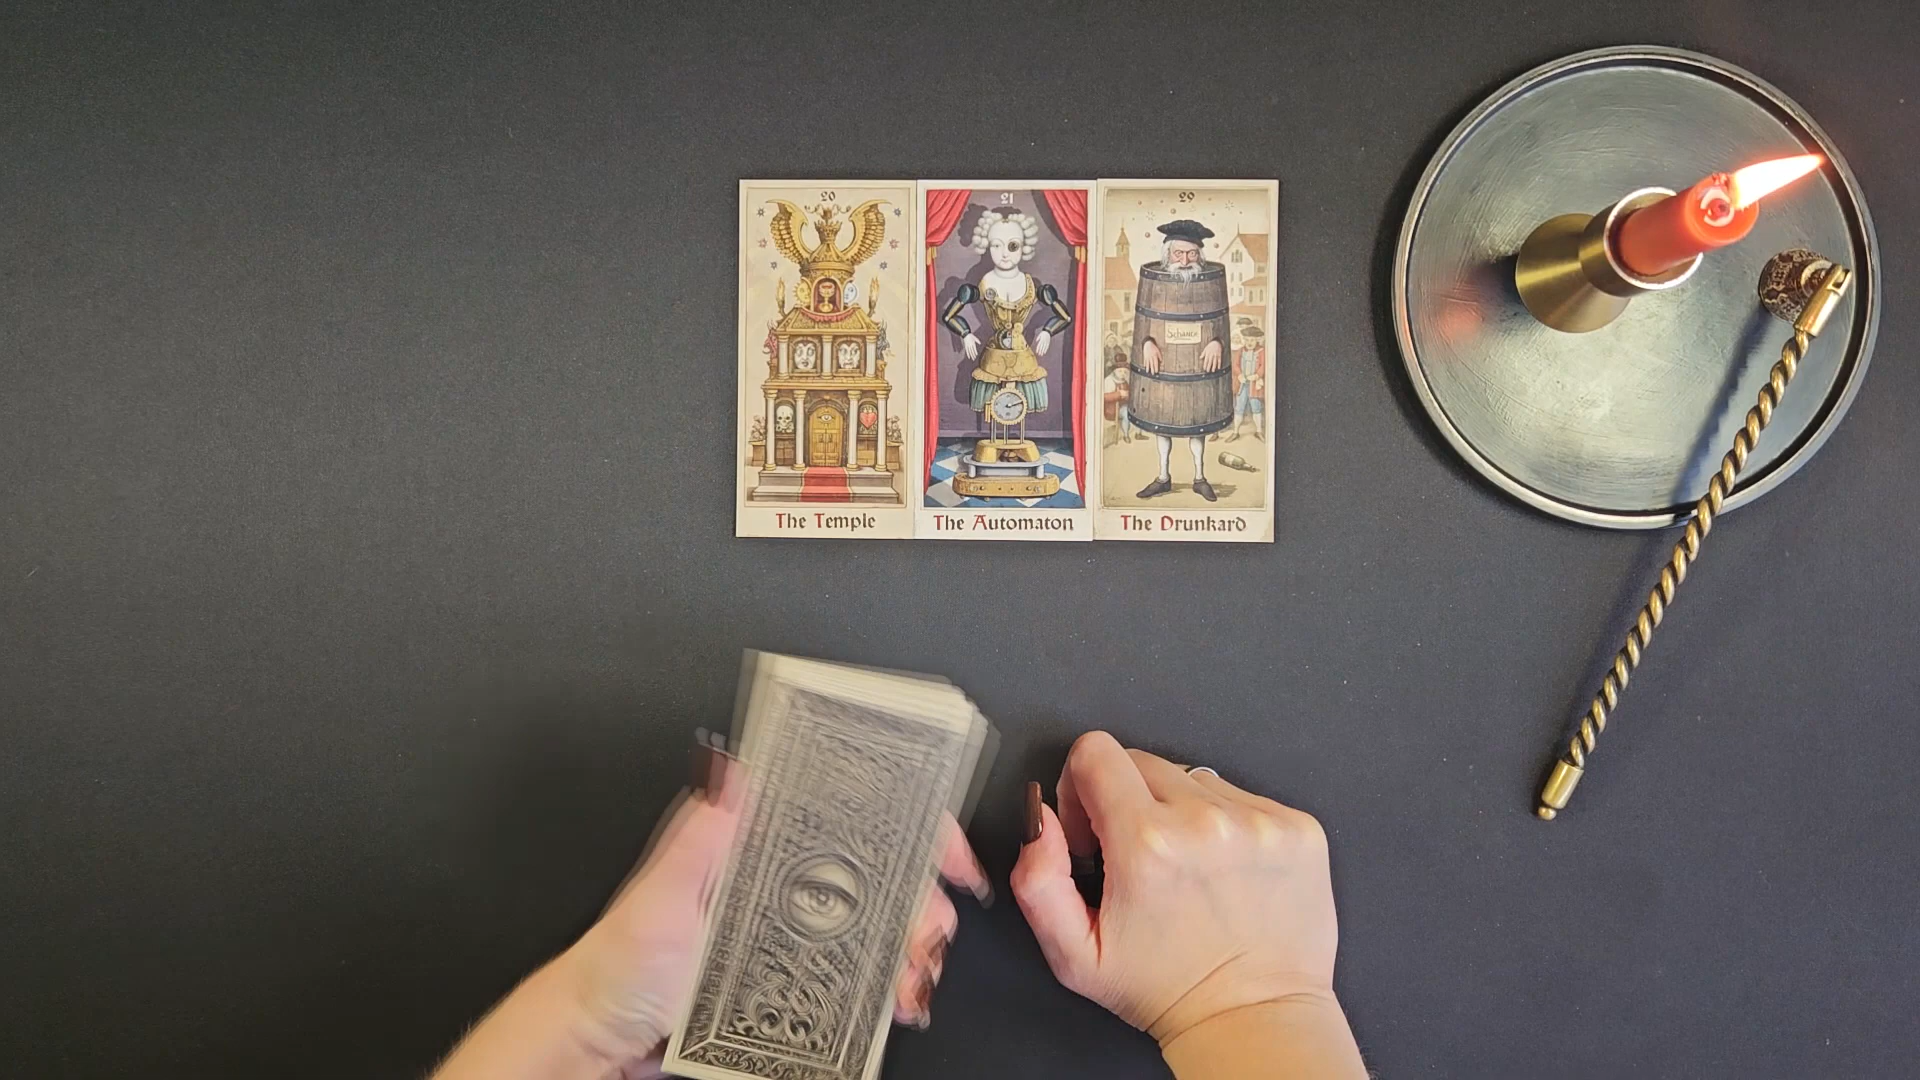 20
21
29
Schande
The Temple
The Automaton
The Drunkard